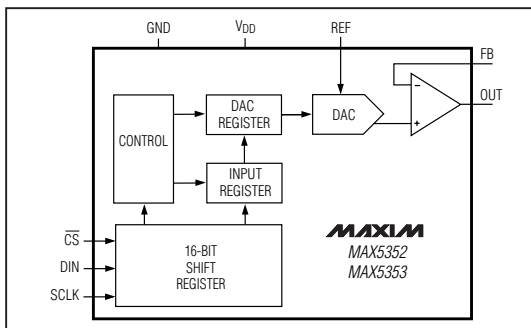 GND VDD REF
FB
OUT
−
+
DAC
REGISTER
DAC
CONTROL
INPUT
REGISTER
CS
DIN
SCLK
16-BIT
SHIFT
REGISTER
MAXIM
MAX5352
MAX5353